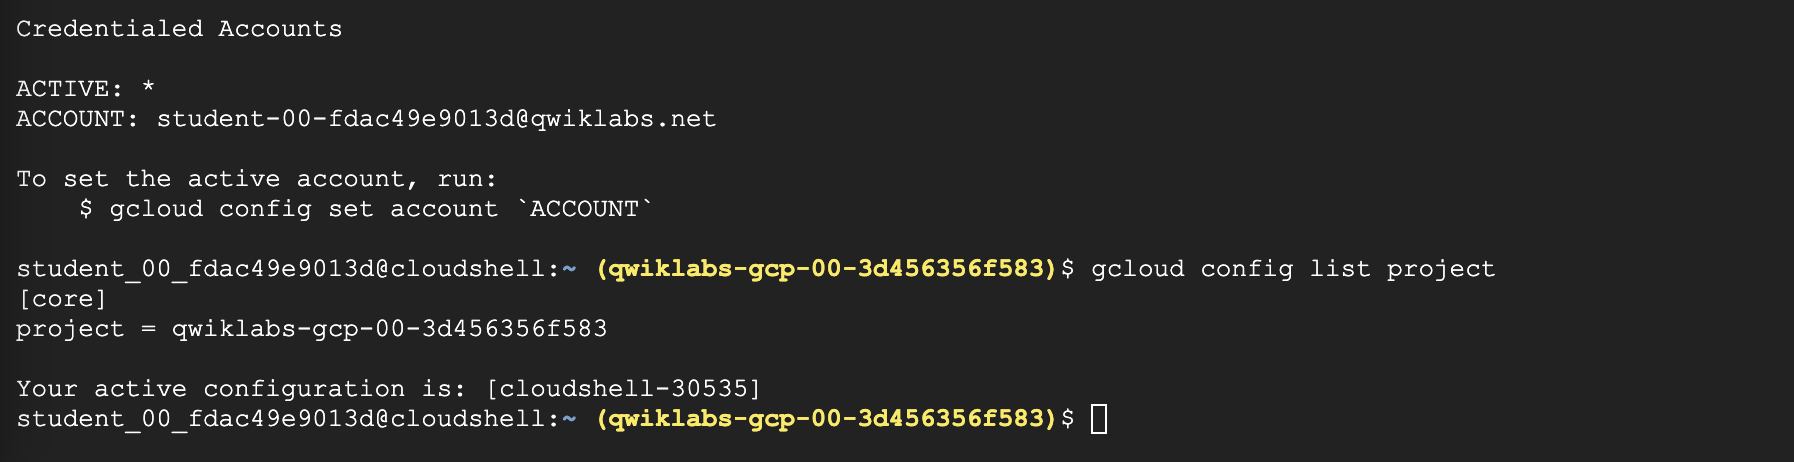 Credentialed Accounts
ACTIVE: *
ACCOUNT: student-00-fdac49e9013d@qwiklabs.net
To set the active account, run:
    $ gcloud config set account `ACCOUNT`
student_00_fdac49e9013d@cloudshell:~ (qwiklabs-gcp-00-3d456356f583)$ gcloud config list project
[core]
project = qwiklabs-gcp-00-3d456356f583
Your active configuration is: [cloudshell-30535]
student_00_fdac49e9013d@cloudshell:~ (qwiklabs-gcp-00-3d456356f583)$